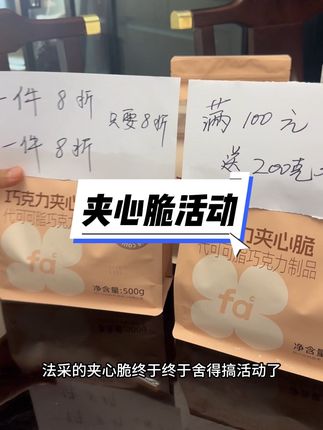 一件 8折
只要8折
一件 8折
满 100元
送 200克
夹心脆活动
巧克力夹心
代可可脂巧克
fa
净含量:500g
力夹心脆
代可可脂巧克力制品
fa
净含量
法采的夹心脆终于终于舍得搞活动了